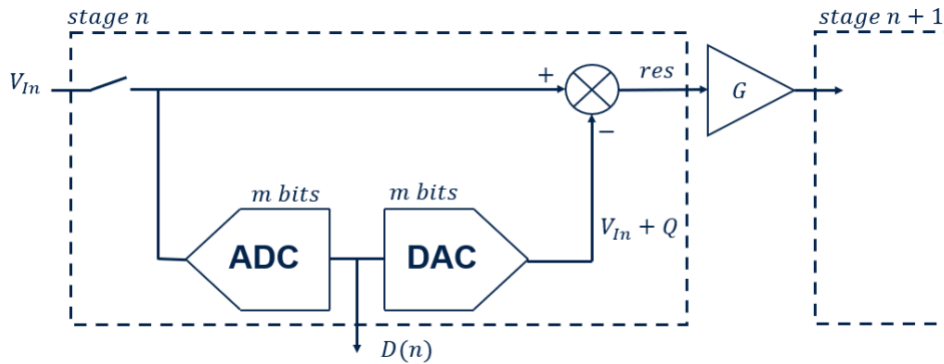 stage n
stage n + 1
V_In
+
res
G
−
m bits
m bits
ADC
DAC
V_In + Q
D(n)